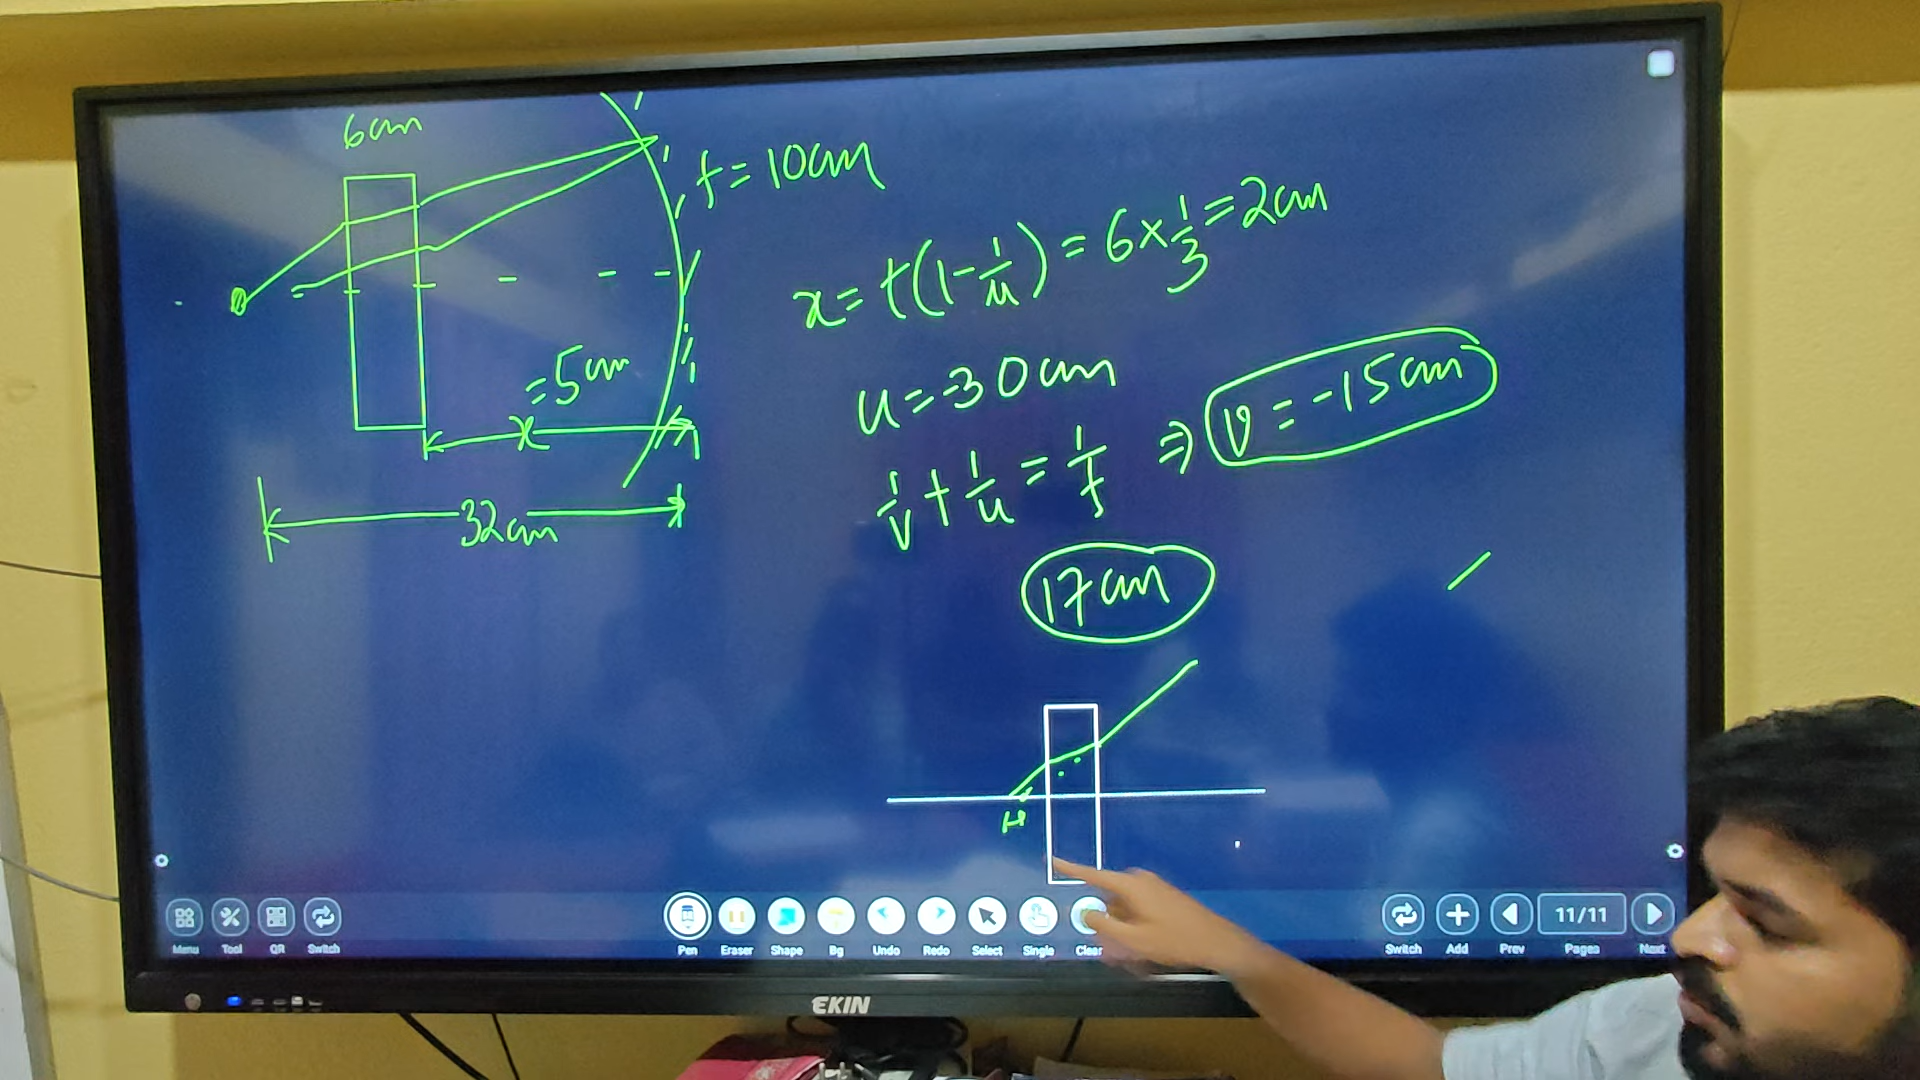 6cm
f = 10cm
x = t(1 - 1/μ) = 6 × 1/3 = 2cm
= 5cm
x
32cm
u = -30cm
1/v + 1/u = 1/f ⇒ v = -15cm
17cm
Menu Tool QR Switch Pen Eraser Shape Bg Undo Redo Select Single Clear Switch Add Prev 11/11 Pages Next
EKIN